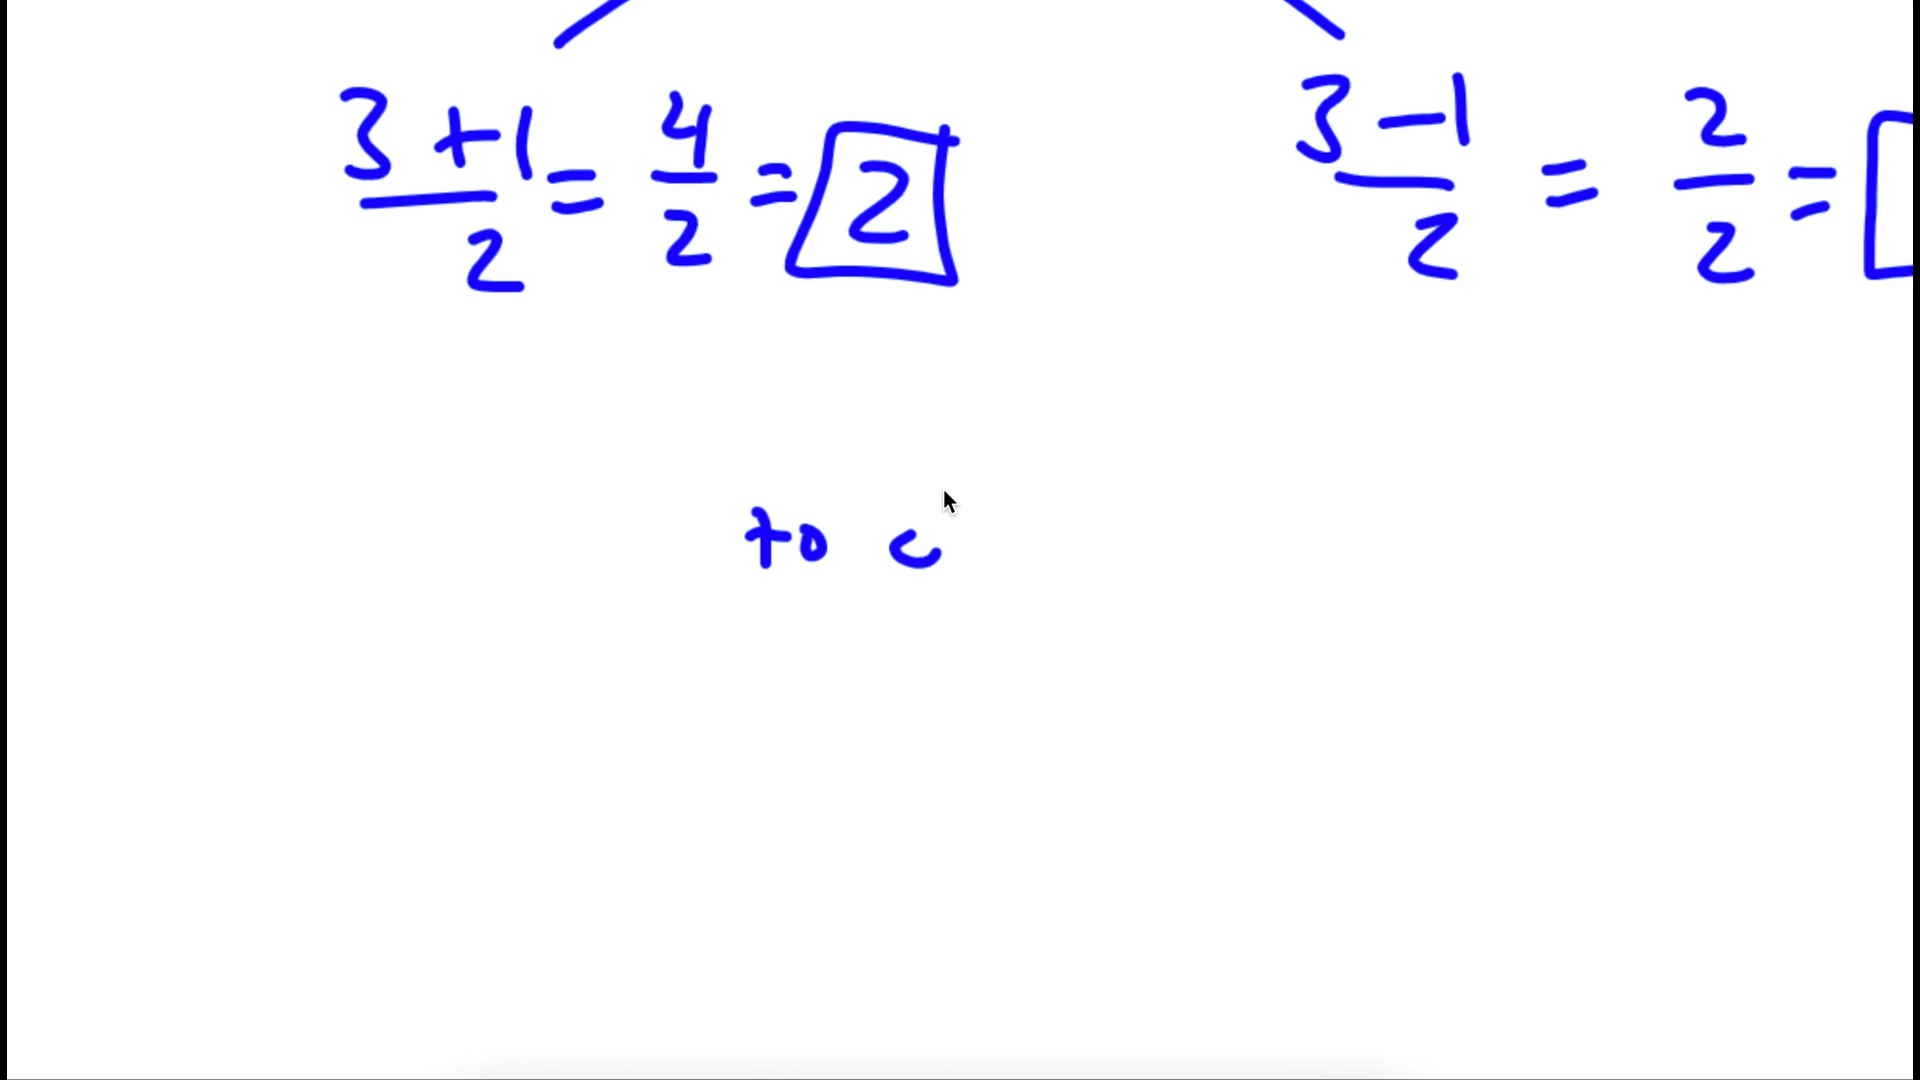 3 + 1 / 2 = 4 / 2 = 2
3 - 1 / 2 = 2 / 2 =
to c